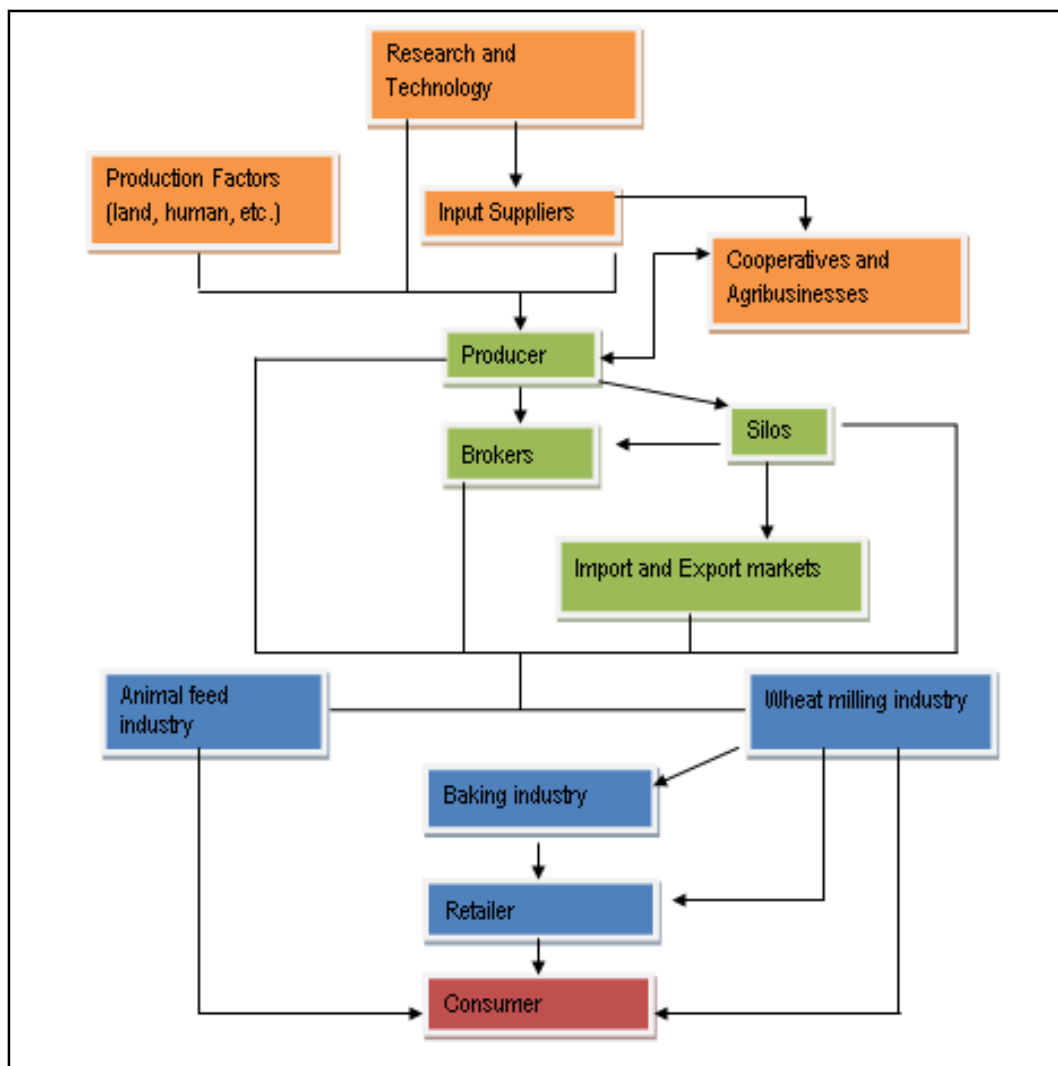 Research and
Technology
Production Factors
(land, human, etc.)
Input Suppliers
Cooperatives and
Agribusinesses
Producer
Silos
Brokers
Import and Export markets
Animal feed
industry
Wheat milling industry
Baking industry
Retailer
Consumer